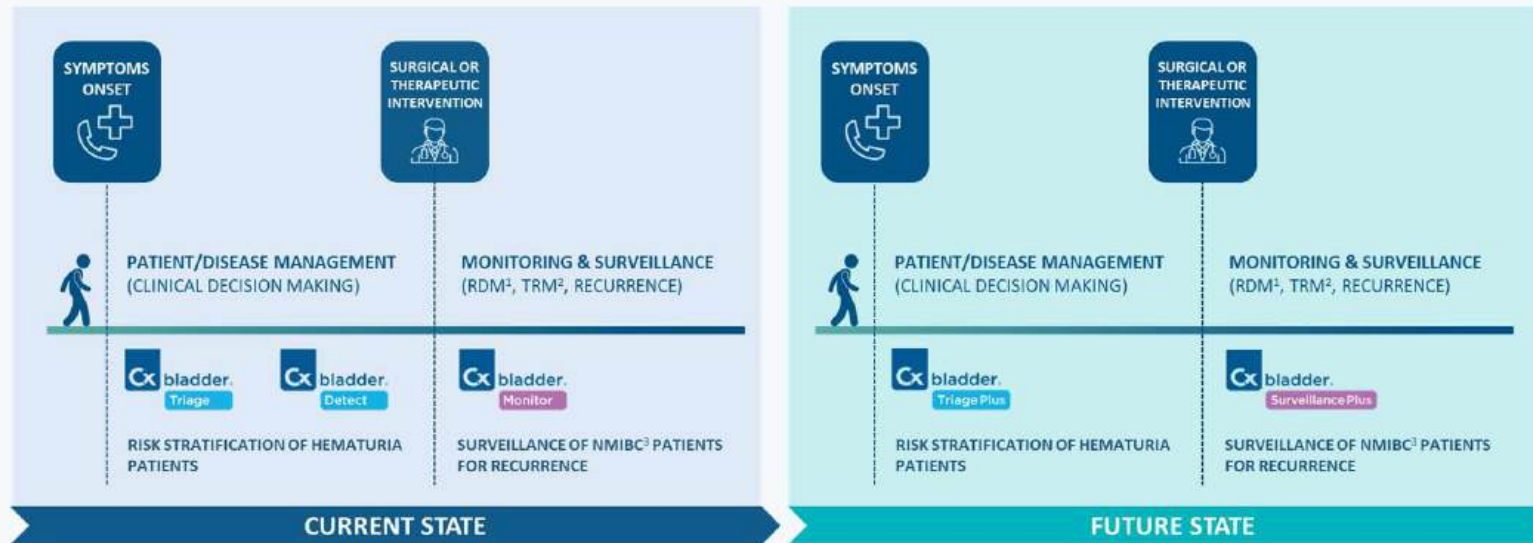 SYMPTOMS
ONSET
SURGICAL OR
THERAPEUTIC
INTERVENTION
PATIENT/DISEASE MANAGEMENT
(CLINICAL DECISION MAKING)
MONITORING & SURVEILLANCE
(RDM¹, TRM², RECURRENCE)
Cx bladder.
Triage
Cx bladder.
Detect
Cx bladder.
Monitor
RISK STRATIFICATION OF HEMATURIA
PATIENTS
SURVEILLANCE OF NMIBC³ PATIENTS
FOR RECURRENCE
CURRENT STATE
SYMPTOMS
ONSET
SURGICAL OR
THERAPEUTIC
INTERVENTION
PATIENT/DISEASE MANAGEMENT
(CLINICAL DECISION MAKING)
MONITORING & SURVEILLANCE
(RDM¹, TRM², RECURRENCE)
Cx bladder.
Triage Plus
Cx bladder.
Surveillance Plus
RISK STRATIFICATION OF HEMATURIA
PATIENTS
SURVEILLANCE OF NMIBC³ PATIENTS
FOR RECURRENCE
FUTURE STATE